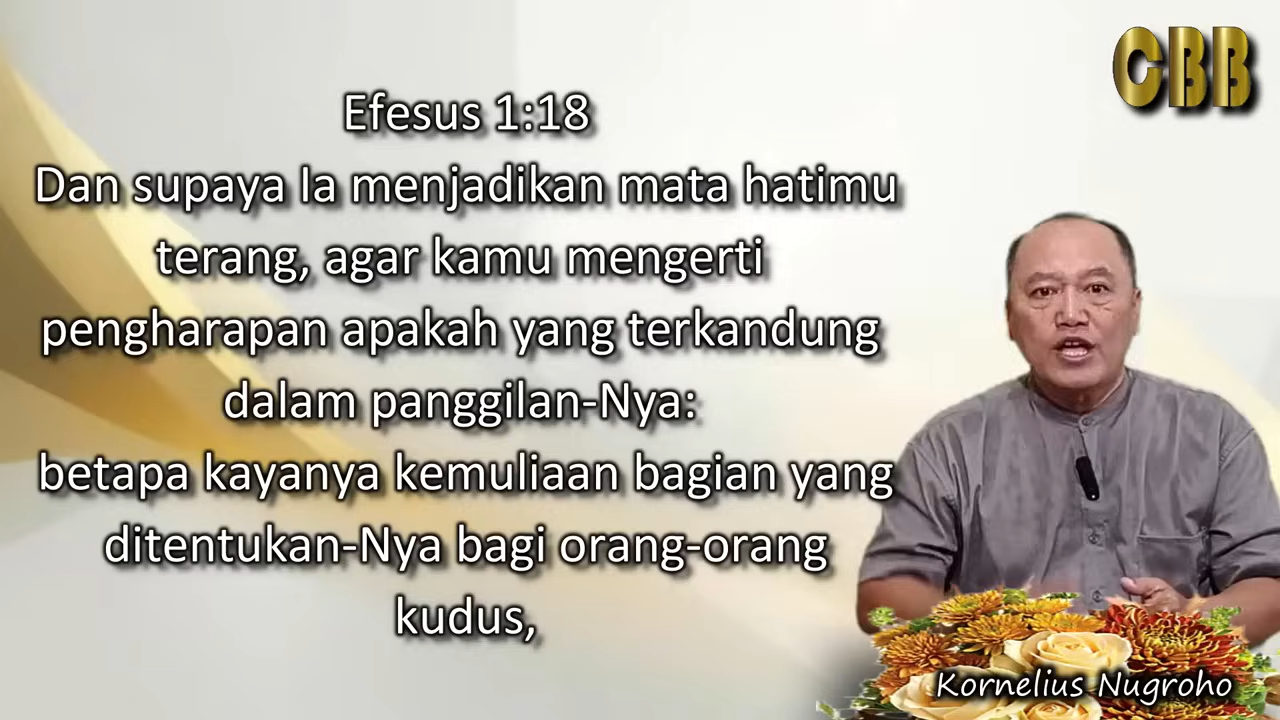 CBB
Efesus 1:18
Dan supaya Ia menjadikan mata hatimu
terang, agar kamu mengerti
pengharapan apakah yang terkandung
dalam panggilan-Nya:
betapa kayanya kemuliaan bagian yang
ditentukan-Nya bagi orang-orang
kudus,
Kornelius Nugroho